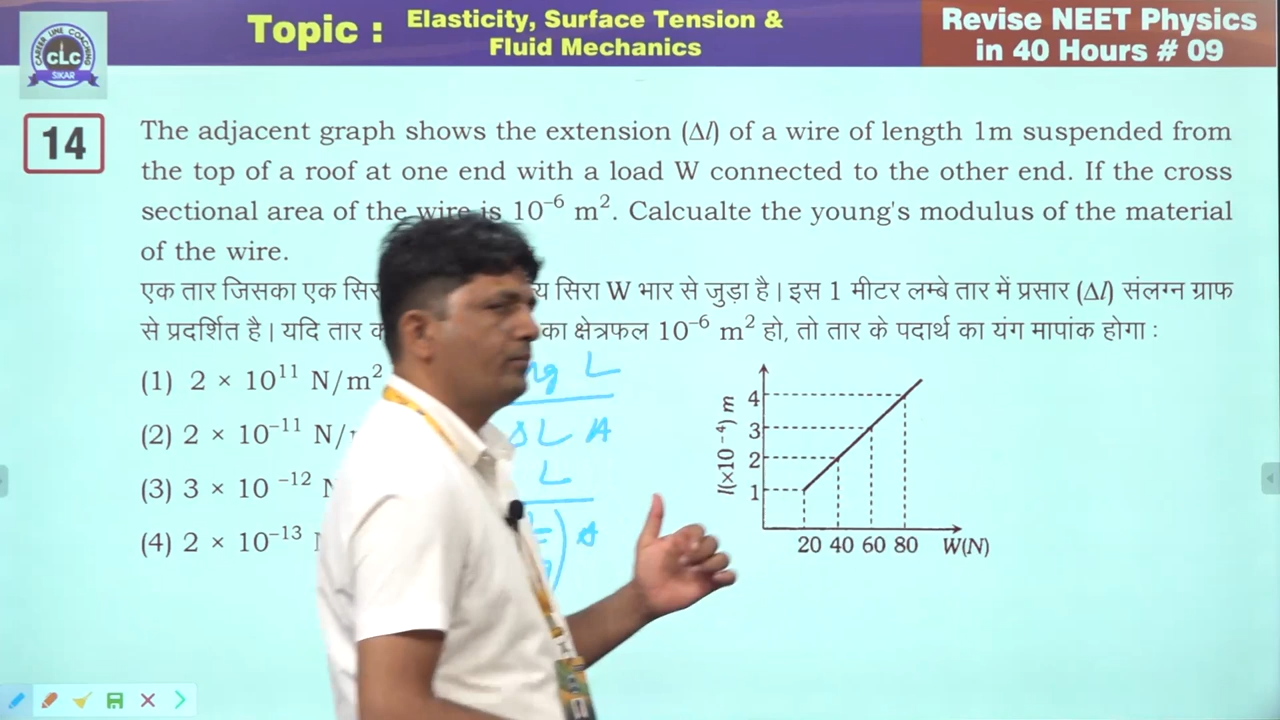 CAREER LINE COACHING
CLC
SIKAR
Topic : Elasticity, Surface Tension &
Fluid Mechanics
Revise NEET Physics
in 40 Hours # 09
14
The adjacent graph shows the extension (Δl) of a wire of length 1m suspended from
the top of a roof at one end with a load W connected to the other end. If the cross
sectional area of the wire is 10⁻⁶ m². Calcualte the young's modulus of the material
of the wire.
एक तार जिसका एक सिर सिरा W भार से जुड़ा है। इस 1 मीटर लम्बे तार में प्रसार (Δl) संलग्न ग्राफ
से प्रदर्शित है। यदि तार का क्षेत्रफल 10⁻⁶ m² हो, तो तार के पदार्थ का यंग मापांक होगा :
(1) 2 × 10¹¹ N/m²
(2) 2 × 10⁻¹¹ N/
(3) 3 × 10⁻¹² N
(4) 2 × 10⁻¹³
mg L
ΔL A
L
A
l(×10⁻⁴) m
4
3
2
1
20 40 60 80 W(N)